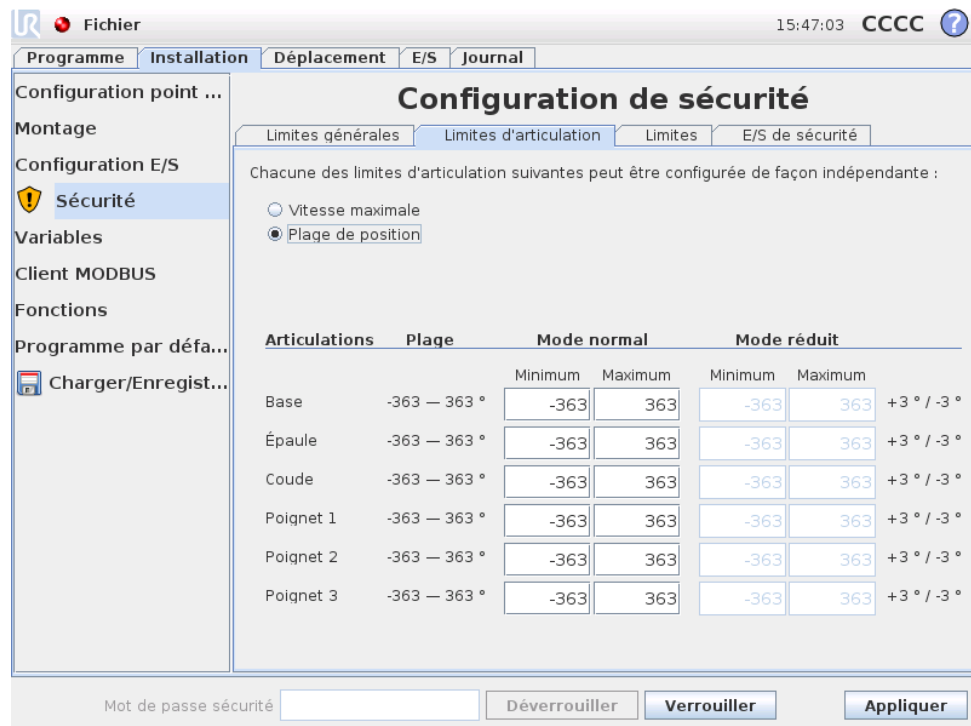 UR Fichier 15:47:03 CCCC ?
Programme Installation Déplacement E/S Journal
Configuration point ...
Montage
Configuration E/S
Sécurité
Variables
Client MODBUS
Fonctions
Programme par défa...
Charger/Enregist...
Configuration de sécurité
Limites générales Limites d'articulation Limites E/S de sécurité
Chacune des limites d'articulation suivantes peut être configurée de façon indépendante :
Vitesse maximale
Plage de position
Articulations Plage Mode normal Mode réduit
Minimum Maximum Minimum Maximum
Base -363 — 363 ° -363 363 -363 363 +3 ° / -3 °
Épaule -363 — 363 ° -363 363 -363 363 +3 ° / -3 °
Coude -363 — 363 ° -363 363 -363 363 +3 ° / -3 °
Poignet 1 -363 — 363 ° -363 363 -363 363 +3 ° / -3 °
Poignet 2 -363 — 363 ° -363 363 -363 363 +3 ° / -3 °
Poignet 3 -363 — 363 ° -363 363 -363 363 +3 ° / -3 °
Mot de passe sécurité Déverrouiller Verrouiller Appliquer